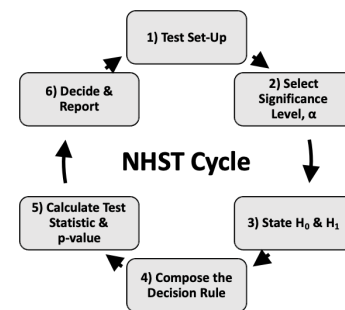 1) Test Set-Up
2) Select
Significance
Level, α
3) State H₀ & H₁
4) Compose the
Decision Rule
5) Calculate Test
Statistic &
p-value
6) Decide &
Report
NHST Cycle